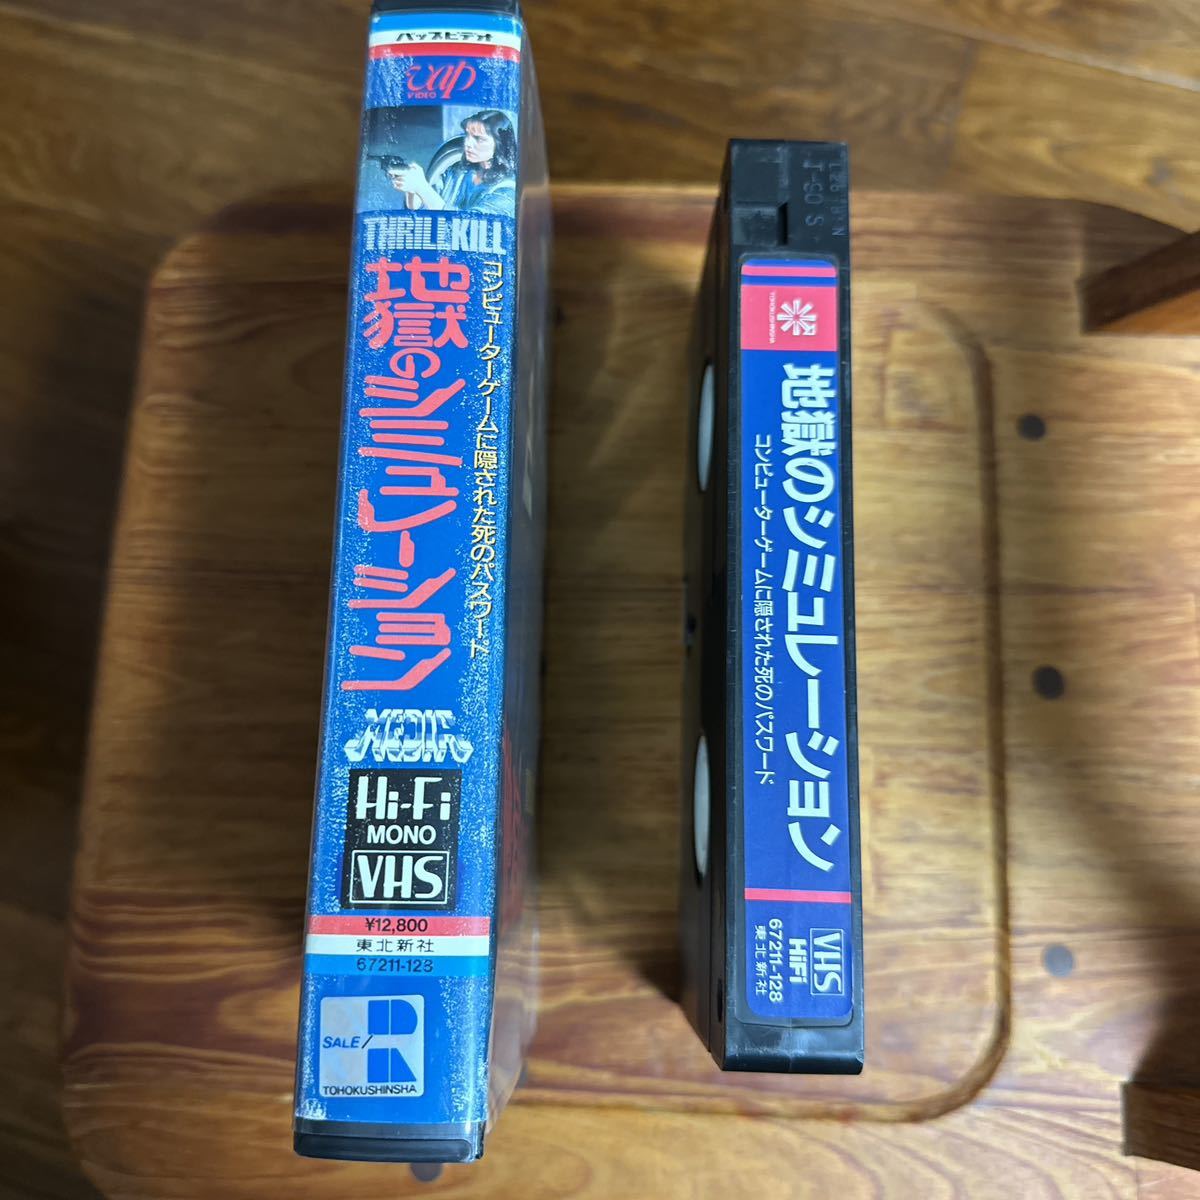 バップビデオ
vap
VIDEO
THRILLKILL
コンピューターゲームに隠された死のパスワード
地獄のシミュレーション
MEDIA
Hi-Fi
MONO
VHS
¥12,800
東北新社
67211-128
SALE/R
TOHOKUSHINSHA
T-90 S
TOHOKUSHINSHA
地獄のシミュレーション
コンピューターゲームに隠された死のパスワード
VHS
HiFi
67211-128
東北新社